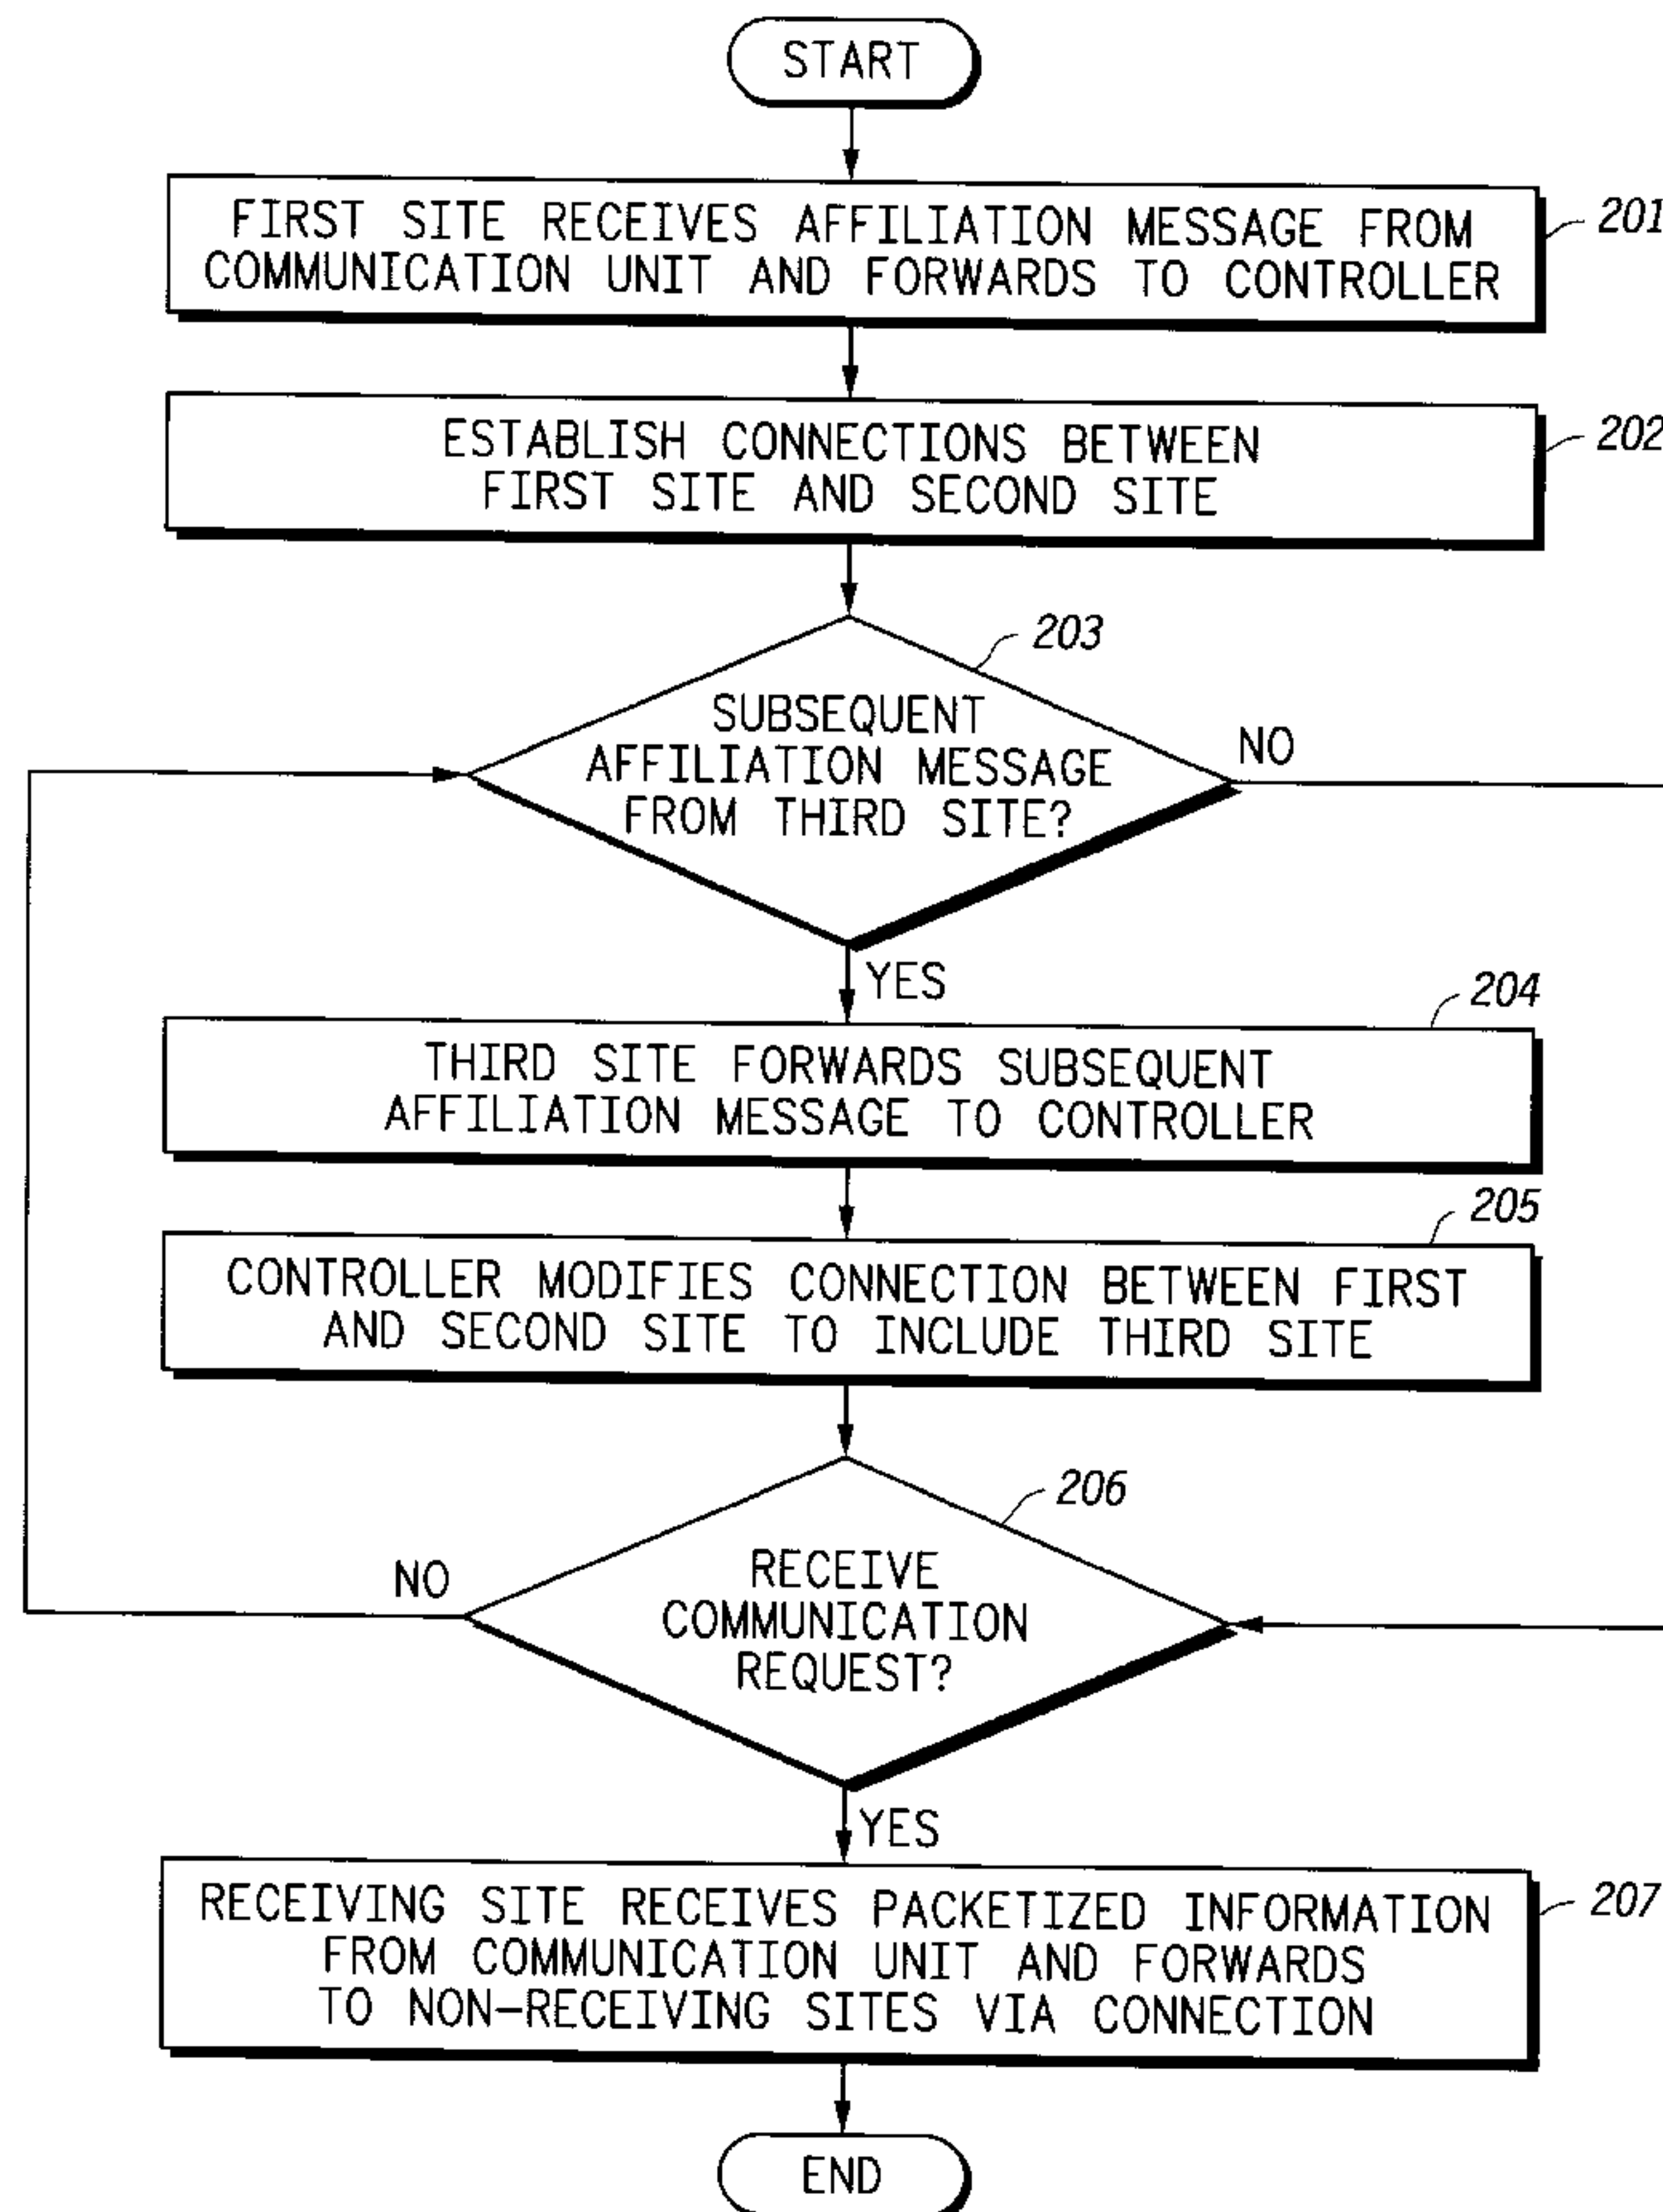 START
FIRST SITE RECEIVES AFFILIATION MESSAGE FROM
COMMUNICATION UNIT AND FORWARDS TO CONTROLLER
201
ESTABLISH CONNECTIONS BETWEEN
FIRST SITE AND SECOND SITE
202
203
SUBSEQUENT
AFFILIATION MESSAGE
FROM THIRD SITE?
NO
YES
204
THIRD SITE FORWARDS SUBSEQUENT
AFFILIATION MESSAGE TO CONTROLLER
205
CONTROLLER MODIFIES CONNECTION BETWEEN FIRST
AND SECOND SITE TO INCLUDE THIRD SITE
206
NO
RECEIVE
COMMUNICATION
REQUEST?
YES
RECEIVING SITE RECEIVES PACKETIZED INFORMATION
FROM COMMUNICATION UNIT AND FORWARDS
TO NON-RECEIVING SITES VIA CONNECTION
207
END